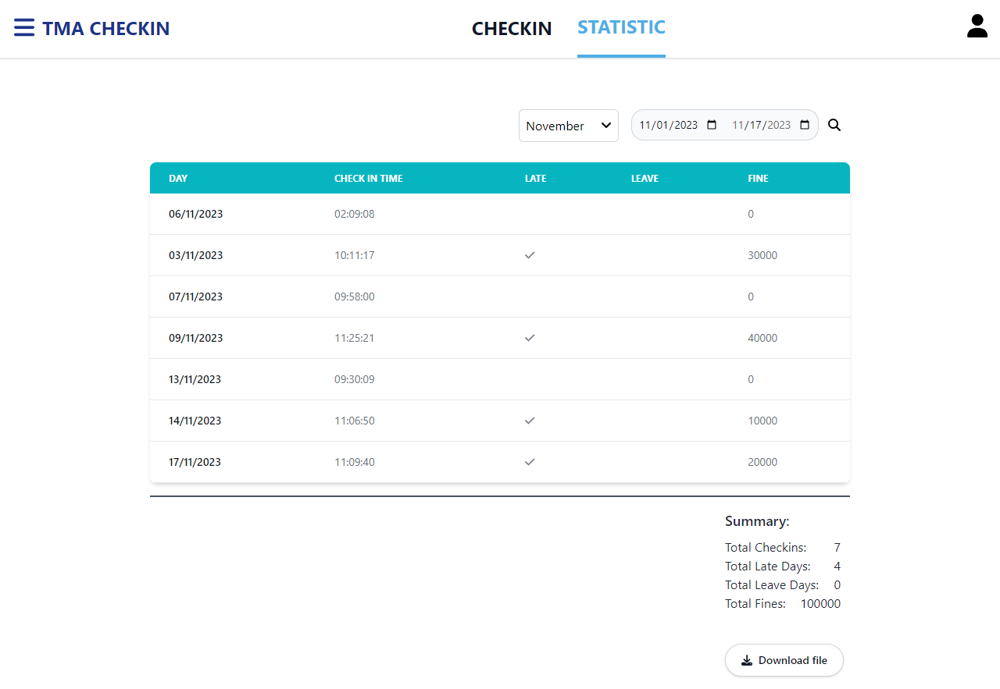 TMA CHECKIN CHECKIN STATISTIC
November 11/01/2023 11/17/2023
DAY CHECK IN TIME LATE LEAVE FINE
06/11/2023 02:09:08 0
03/11/2023 10:11:17 30000
07/11/2023 09:58:00 0
09/11/2023 11:25:21 40000
13/11/2023 09:30:09 0
14/11/2023 11:06:50 10000
17/11/2023 11:09:40 20000
Summary:
Total Checkins: 7
Total Late Days: 4
Total Leave Days: 0
Total Fines: 100000
Download file